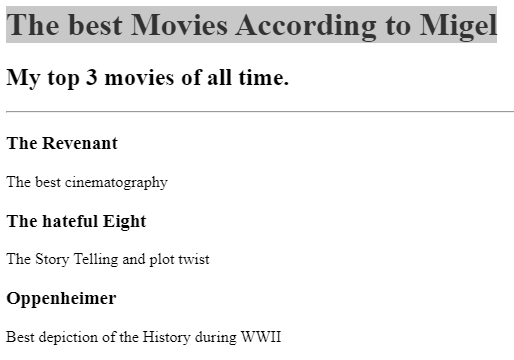 The best Movies According to Migel
My top 3 movies of all time.
The Revenant
The best cinematography
The hateful Eight
The Story Telling and plot twist
Oppenheimer
Best depiction of the History during WWII